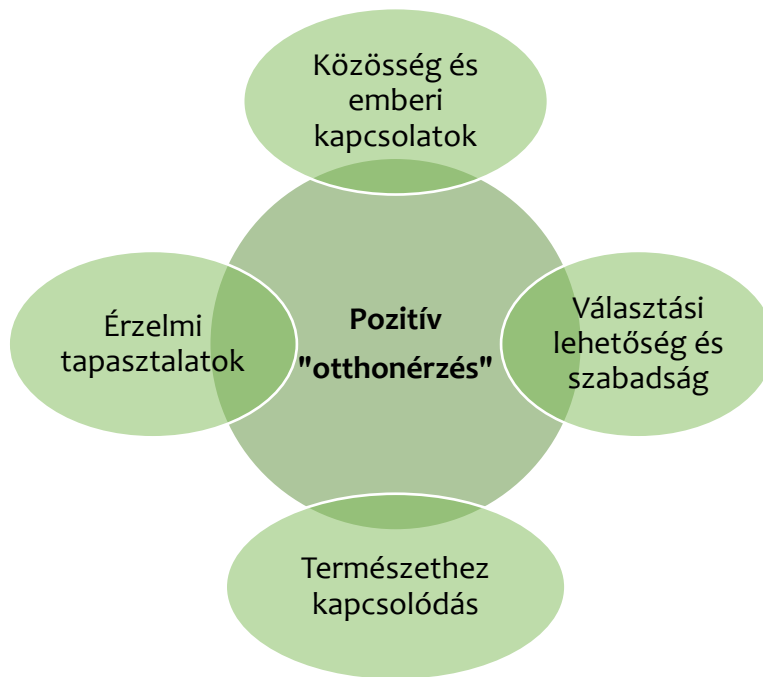 Közösség és
emberi
kapcsolatok
Érzelmi
tapasztalatok
Pozitív
"otthonérzés"
Választási
lehetőség és
szabadság
Természethez
kapcsolódás